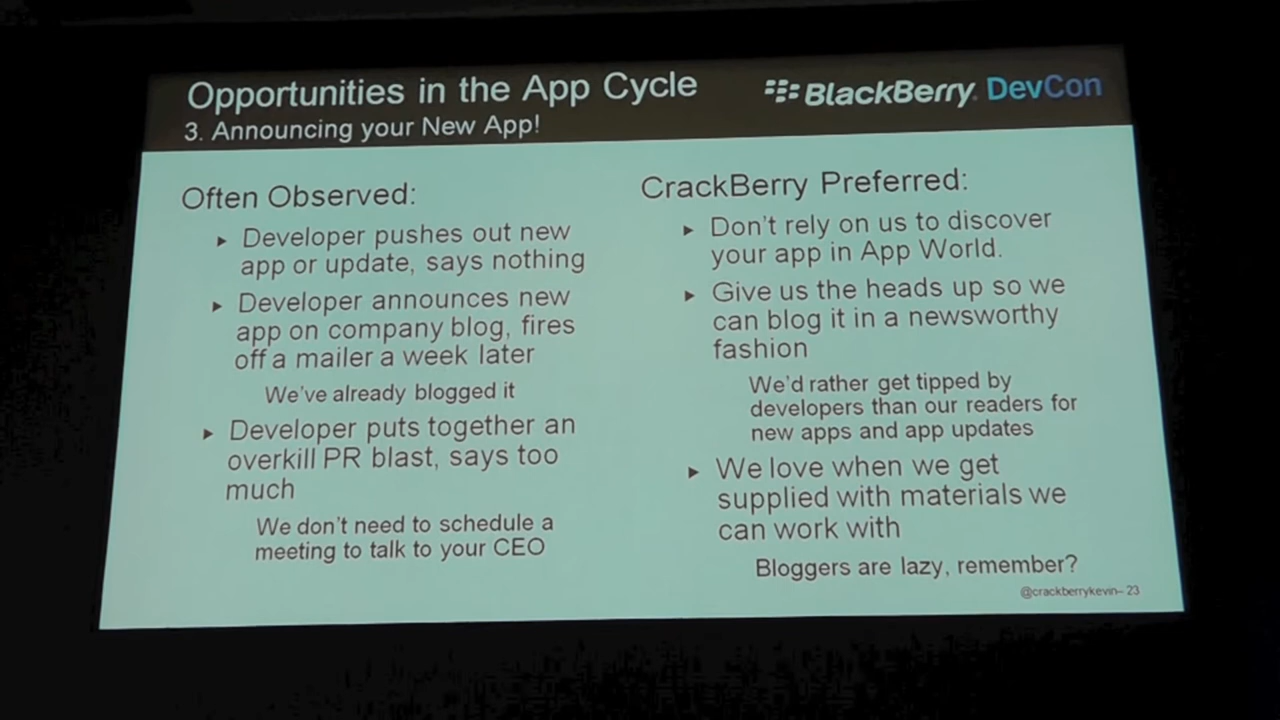 Opportunities in the App Cycle
BlackBerry. DevCon
3. Announcing your New App!
Often Observed:
▸ Developer pushes out new
app or update, says nothing
▸ Developer announces new
app on company blog, fires
off a mailer a week later
We've already blogged it
▸ Developer puts together an
overkill PR blast, says too
much
We don't need to schedule a
meeting to talk to your CEO
CrackBerry Preferred:
▸ Don't rely on us to discover
your app in App World.
▸ Give us the heads up so we
can blog it in a newsworthy
fashion
We'd rather get tipped by
developers than our readers for
new apps and app updates
▸ We love when we get
supplied with materials we
can work with
Bloggers are lazy, remember?
@crackberrykevin– 23